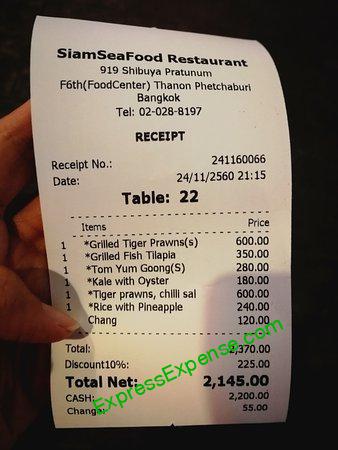 SiamSeaFood Restaurant
919 Shibuya Pratunum
F6th(FoodCenter) Thanon Phetchaburi
Bangkok
Tel: 02-028-8197
RECEIPT
Receipt No.: 241160066
Date: 24/11/2560 21:15
Table: 22
Items Price
1 *Grilled Tiger Prawns(s) 600.00
1 *Grilled Fish Tilapia 350.00
1 *Tom Yum Goong(S) 280.00
1 *Kale with Oyster 180.00
1 *Tiger prawns, chilli sal 600.00
1 *Rice with Pineapple 240.00
1 Chang 120.00
Total: 2,370.00
Discount10%: 225.00
Total Net: 2,145.00
CASH: 2,200.00
Change: 55.00
ExpressExpense.com